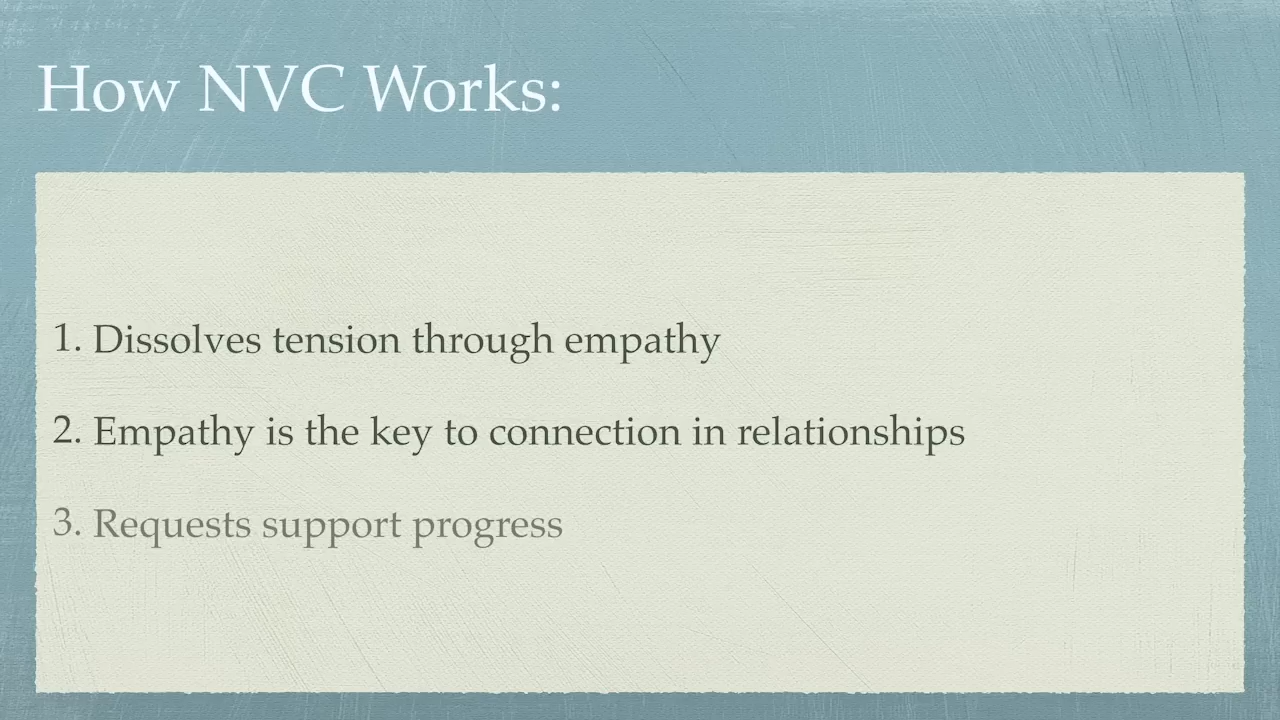 How NVC Works:
1. Dissolves tension through empathy
2. Empathy is the key to connection in relationships
3. Requests support progress